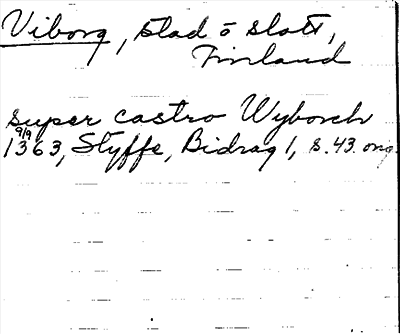 Viborg, stad o slott,
Finland
super castro Wyborch
9/9
1363, Styffe, Bidrag 1, s. 43. orig.